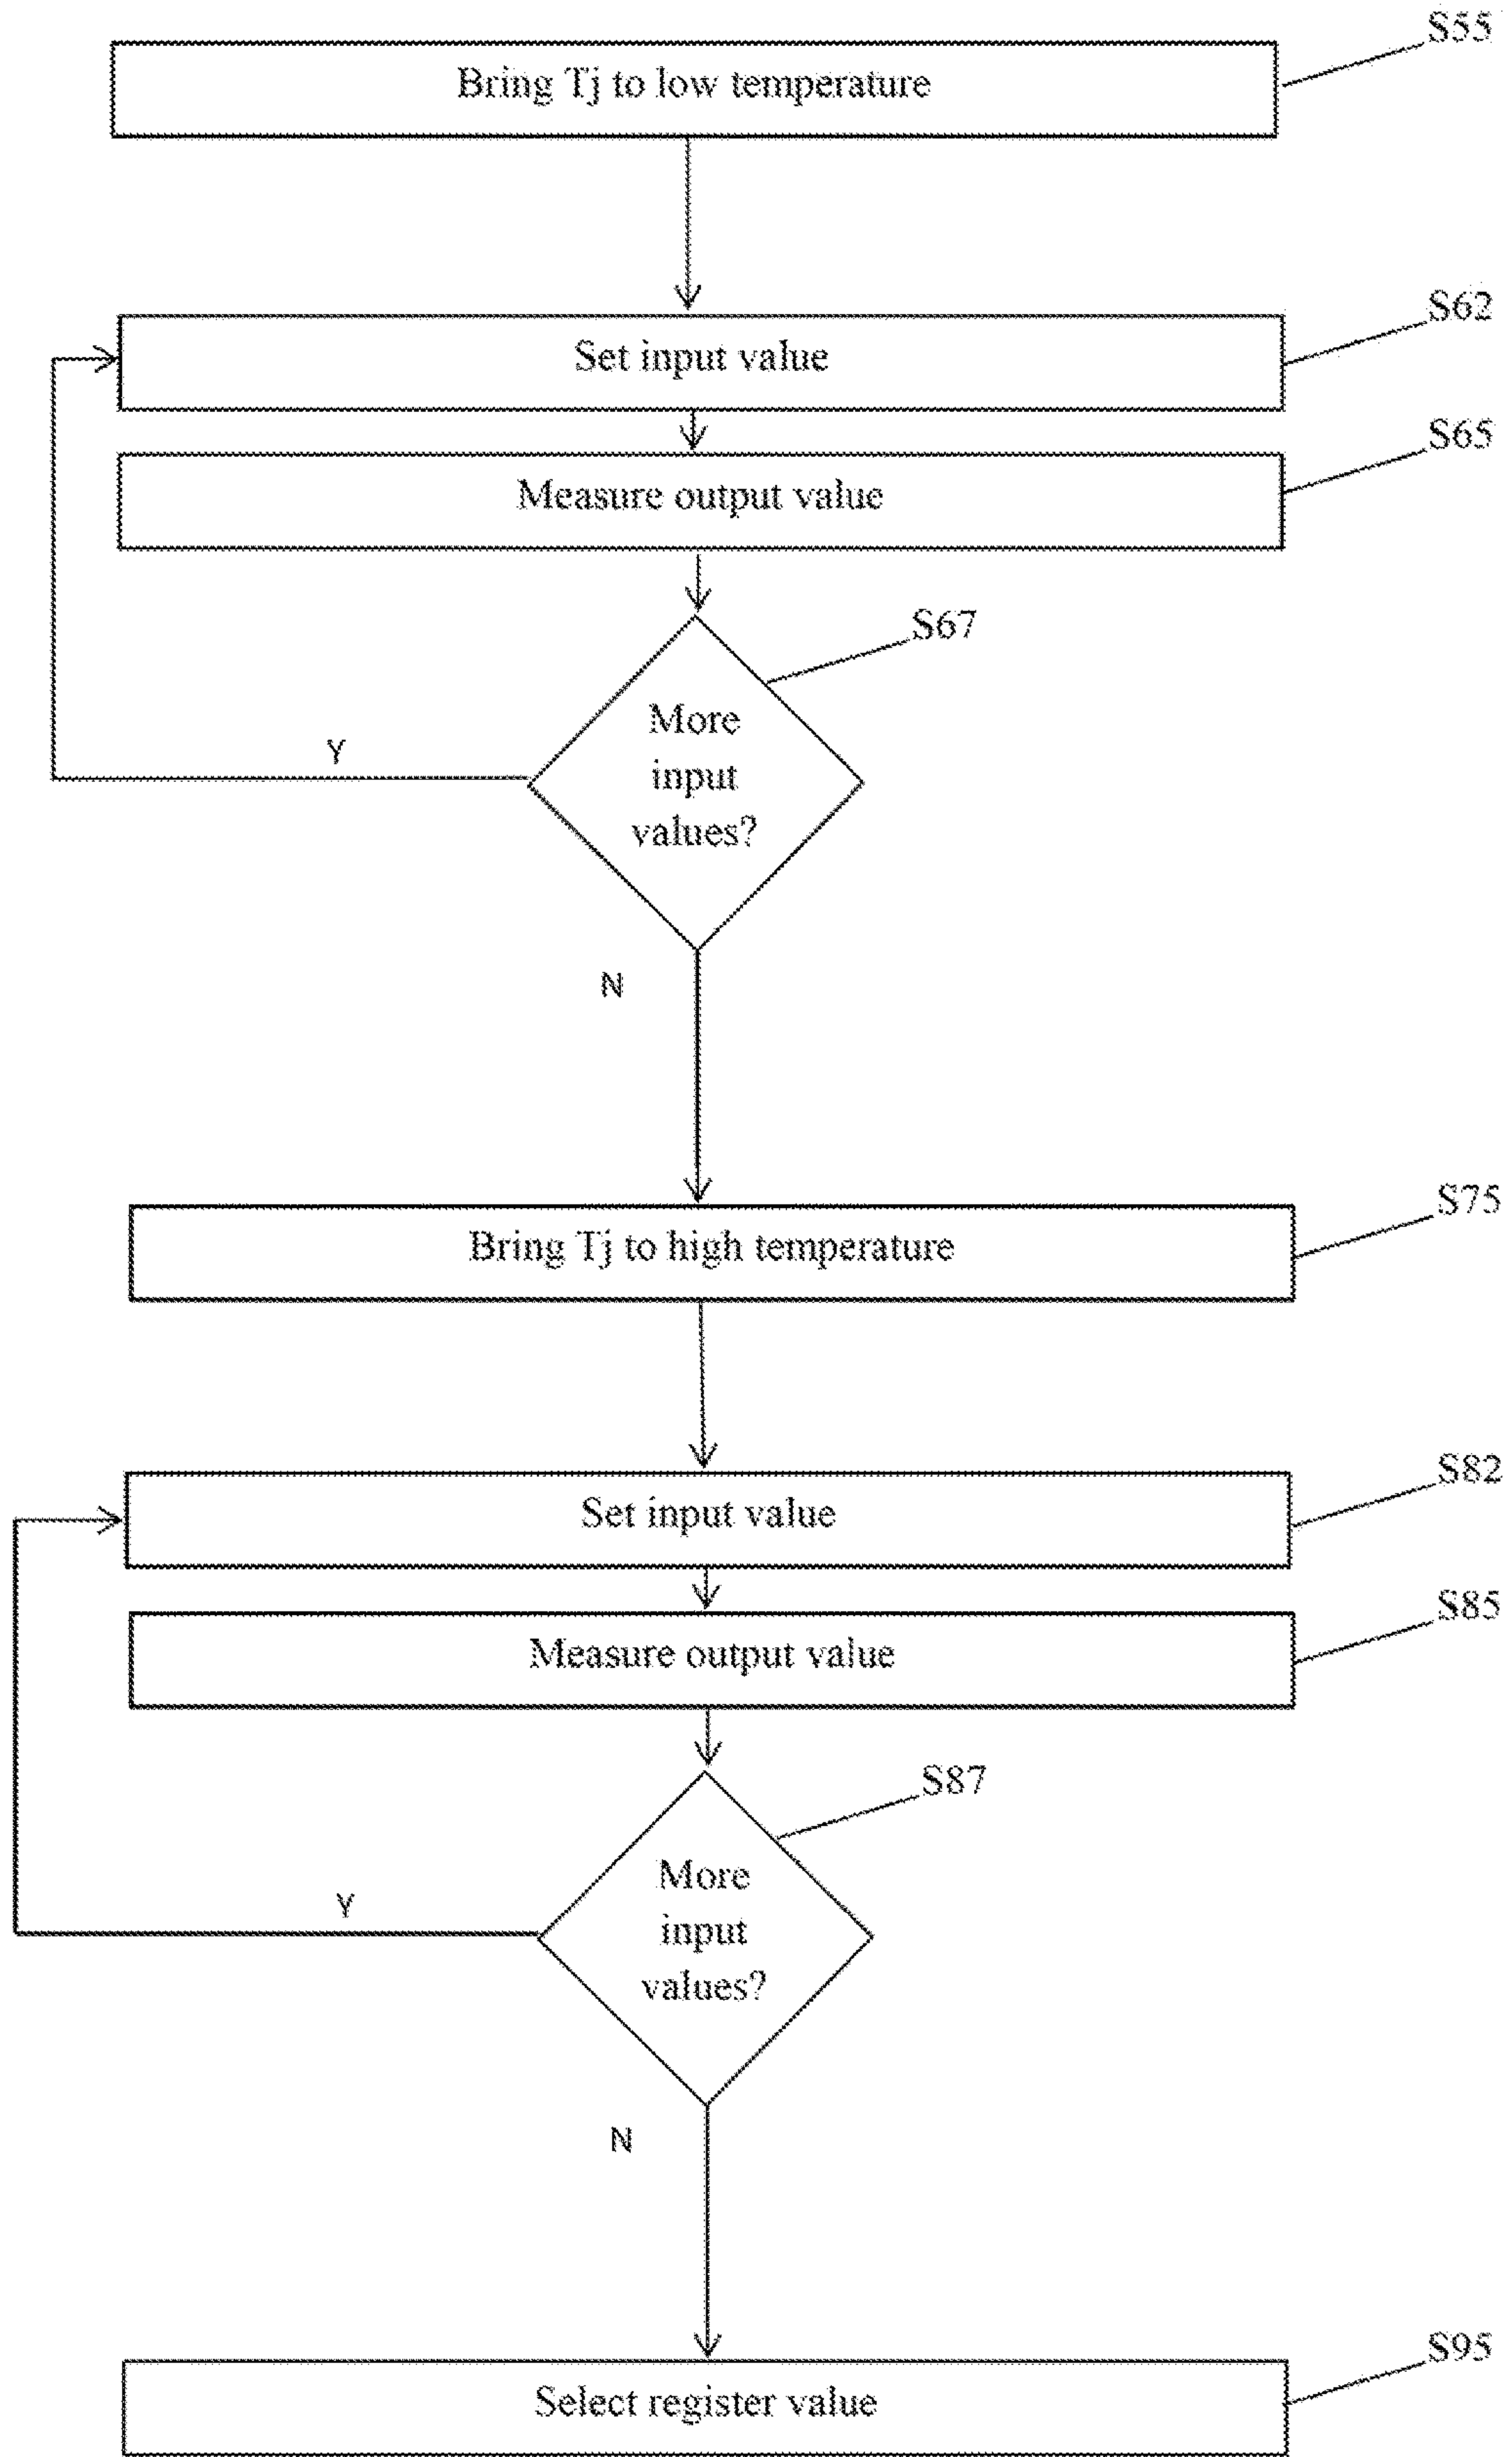 S55
Bring Tj to low temperature
S62
Set input value
S65
Measure output value
S67
More
input
values?
Y
N
S75
Bring Tj to high temperature
S82
Set input value
S85
Measure output value
S87
More
input
values?
Y
N
S95
Select register value